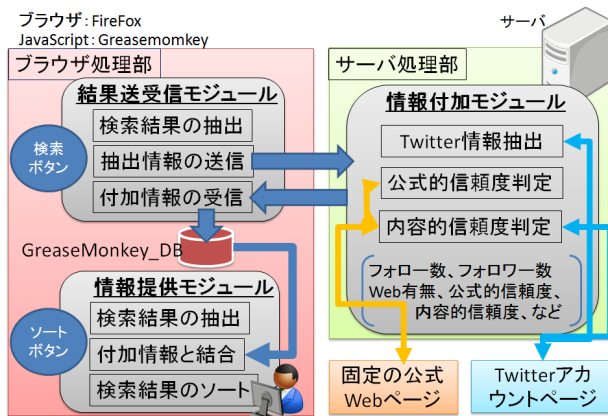 ブラウザ:FireFox
JavaScript:Greasemomkey
ブラウザ処理部
結果送受信モジュール
検索結果の抽出
抽出情報の送信
付加情報の受信
検索
ボタン
GreaseMonkey_DB
情報提供モジュール
検索結果の抽出
付加情報と結合
検索結果のソート
ソート
ボタン
サーバ
サーバ処理部
情報付加モジュール
Twitter情報抽出
公式的信頼度判定
内容的信頼度判定
フォロー数、フォロワー数
Web有無、公式的信頼度、
内容的信頼度、など
固定の公式
Webページ
Twitterアカ
ウントページ